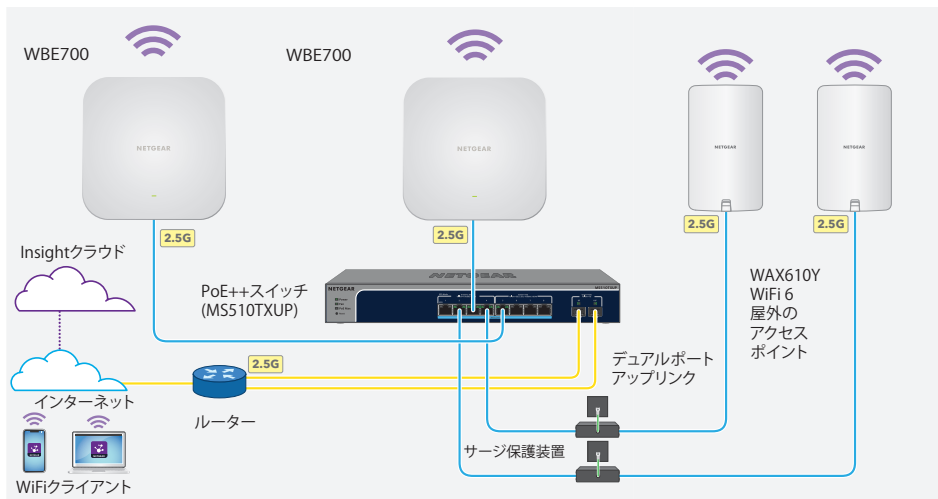 WBE700
WBE700
NETGEAR
NETGEAR
NETGEAR
NETGEAR
2.5G
2.5G
2.5G
2.5G
Insightクラウド
PoE++スイッチ
(MS510TXUP)
NETGEAR
NETGEAR
MS510TXUP
WAX610Y
WiFi 6
屋外の
アクセス
ポイント
デュアルポート
アップリンク
2.5G
インターネット
ルーター
サージ保護装置
WiFiクライアント